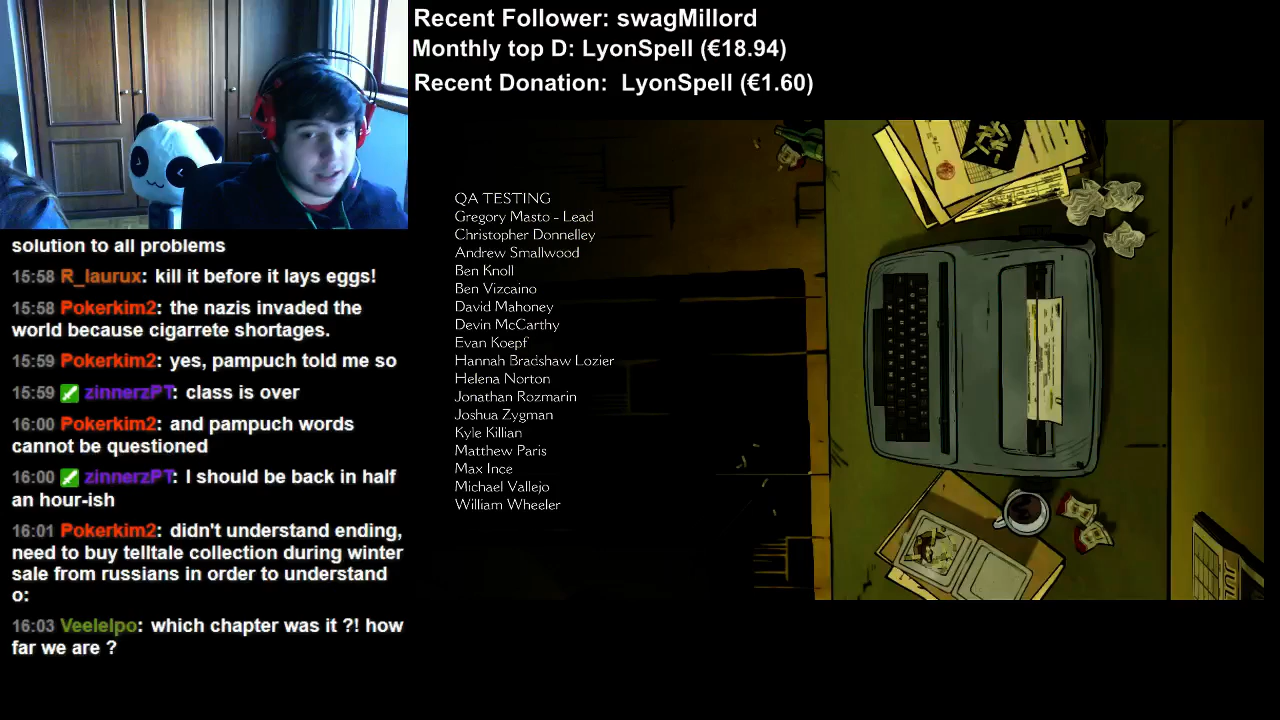 Recent Follower: swagMillord
Monthly top D: LyonSpell (€18.94)
Recent Donation: LyonSpell (€1.60)
solution to all problems
15:58 R_laurux: kill it before it lays eggs!
15:58 Pokerkim2: the nazis invaded the
world because cigarrete shortages.
15:59 Pokerkim2: yes, pampuch told me so
15:59 zinnerzPT: class is over
16:00 Pokerkim2: and pampuch words
cannot be questioned
16:00 zinnerzPT: I should be back in half
an hour-ish
16:01 Pokerkim2: didn't understand ending,
need to buy telltale collection during winter
sale from russians in order to understand
o:
16:03 Veelelpo: which chapter was it ?! how
far we are ?
QA TESTING
Gregory Masto - Lead
Christopher Donnelley
Andrew Smallwood
Ben Knoll
Ben Vizcaino
David Mahoney
Devin McCarthy
Evan Koepf
Hannah Bradshaw Lozier
Helena Norton
Jonathan Rozmarin
Joshua Zygman
Kyle Killian
Matthew Paris
Max Ince
Michael Vallejo
William Wheeler